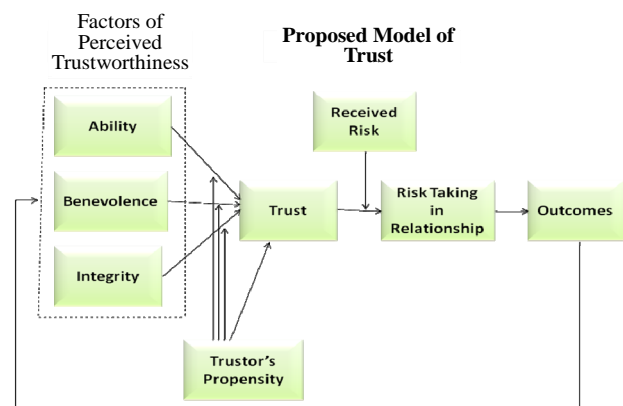 Factors of
Perceived
Trustworthiness
Proposed Model of
Trust
Ability
Benevolence
Integrity
Trust
Received
Risk
Risk Taking
in
Relationship
Outcomes
Trustor's
Propensity